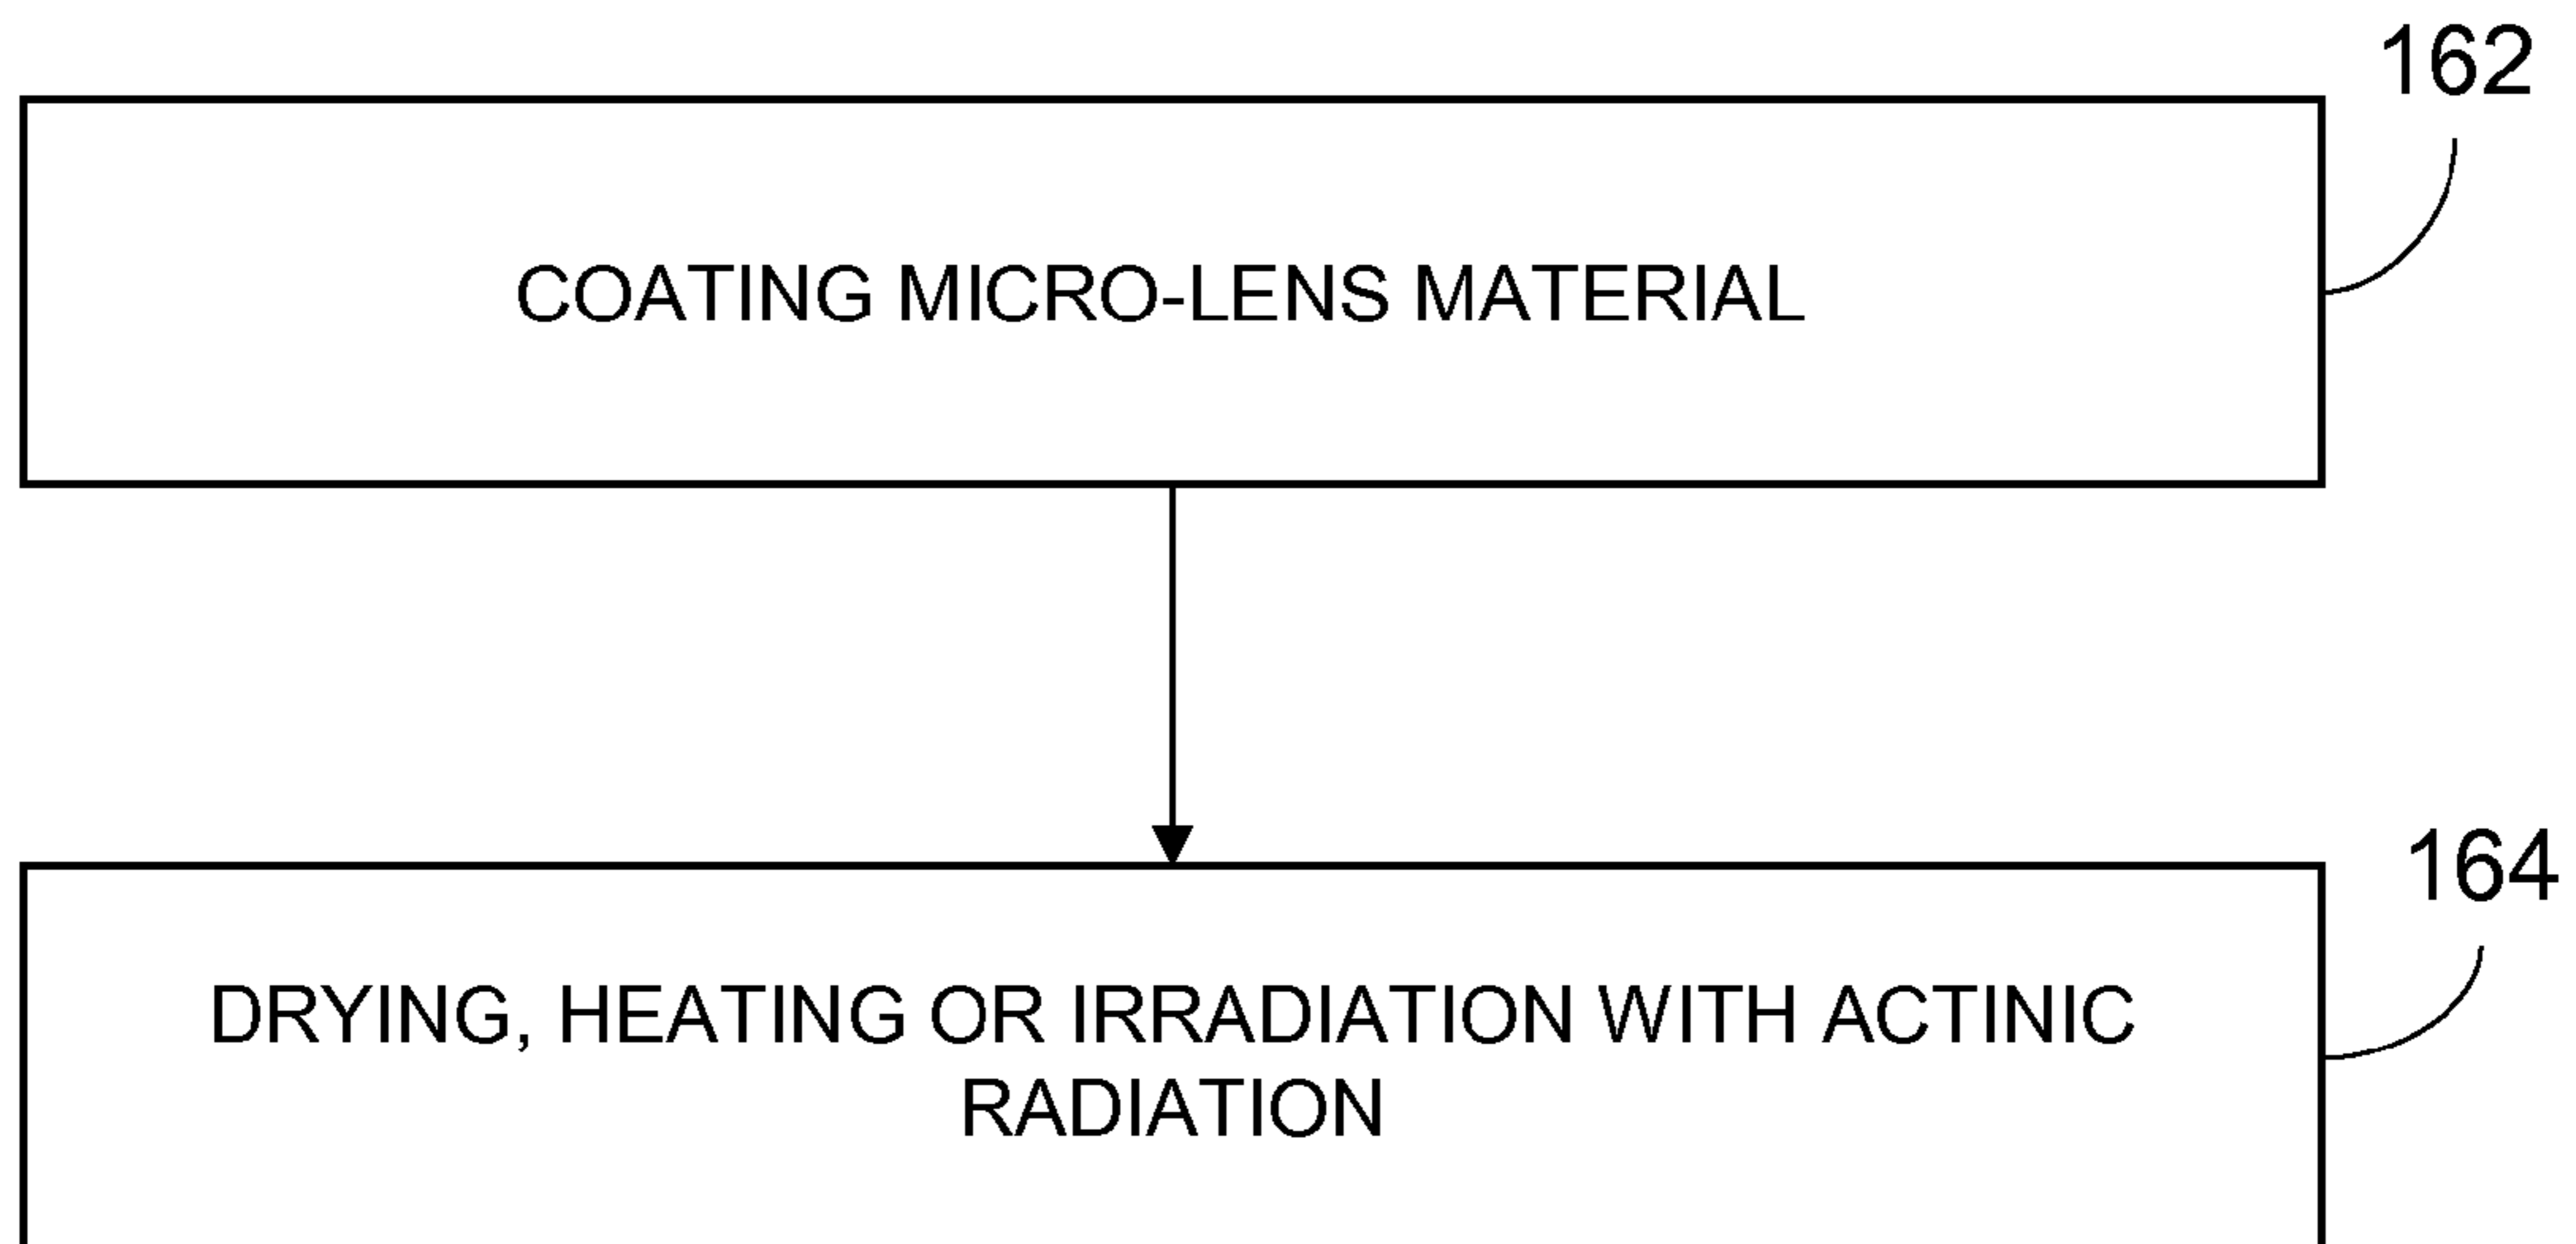 162
COATING MICRO-LENS MATERIAL
164
DRYING, HEATING OR IRRADIATION WITH ACTINIC
RADIATION